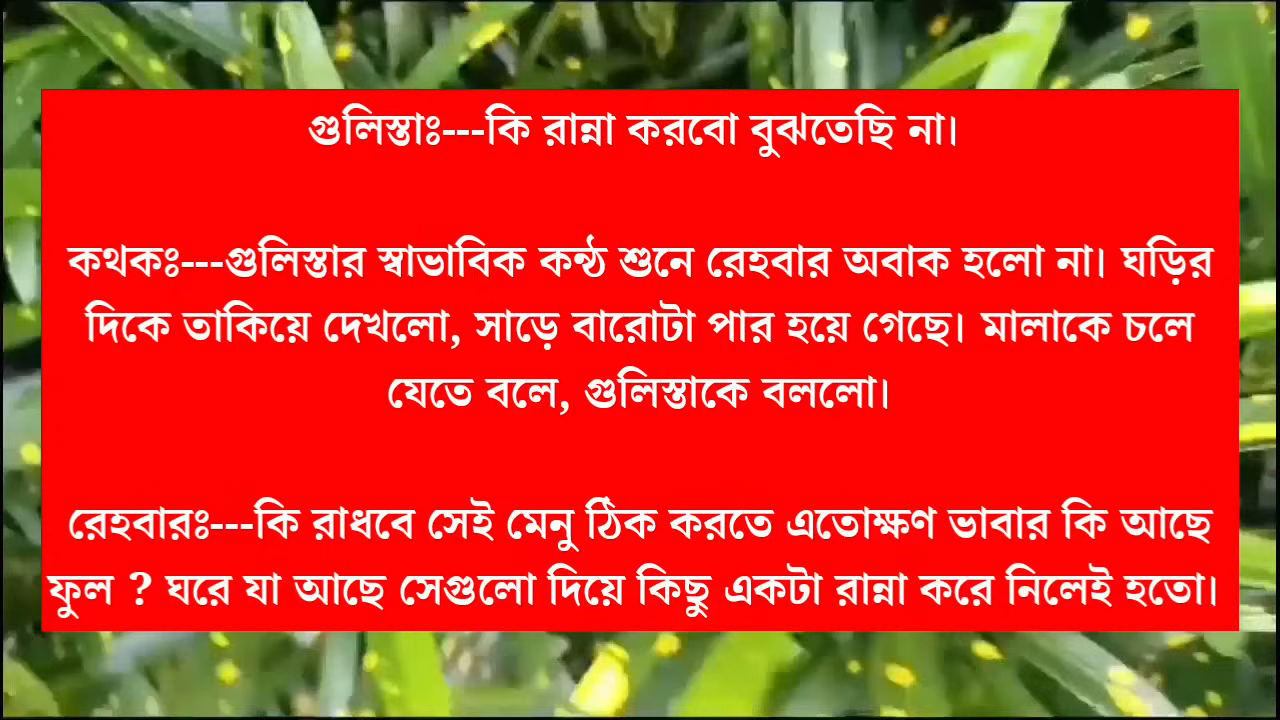 গুলিস্তাঃ---কি রান্না করবো বুঝতেছি না।
কথকঃ---গুলিস্তার স্বাভাবিক কন্ঠ শুনে রেহবার অবাক হলো না। ঘড়ির
দিকে তাকিয়ে দেখলো, সাড়ে বারোটা পার হয়ে গেছে। মালাকে চলে
যেতে বলে, গুলিস্তাকে বললো।
রেহবারঃ---কি রাধবে সেই মেনু ঠিক করতে এতোক্ষণ ভাবার কি আছে
ফুল ? ঘরে যা আছে সেগুলো দিয়ে কিছু একটা রান্না করে নিলেই হতো।